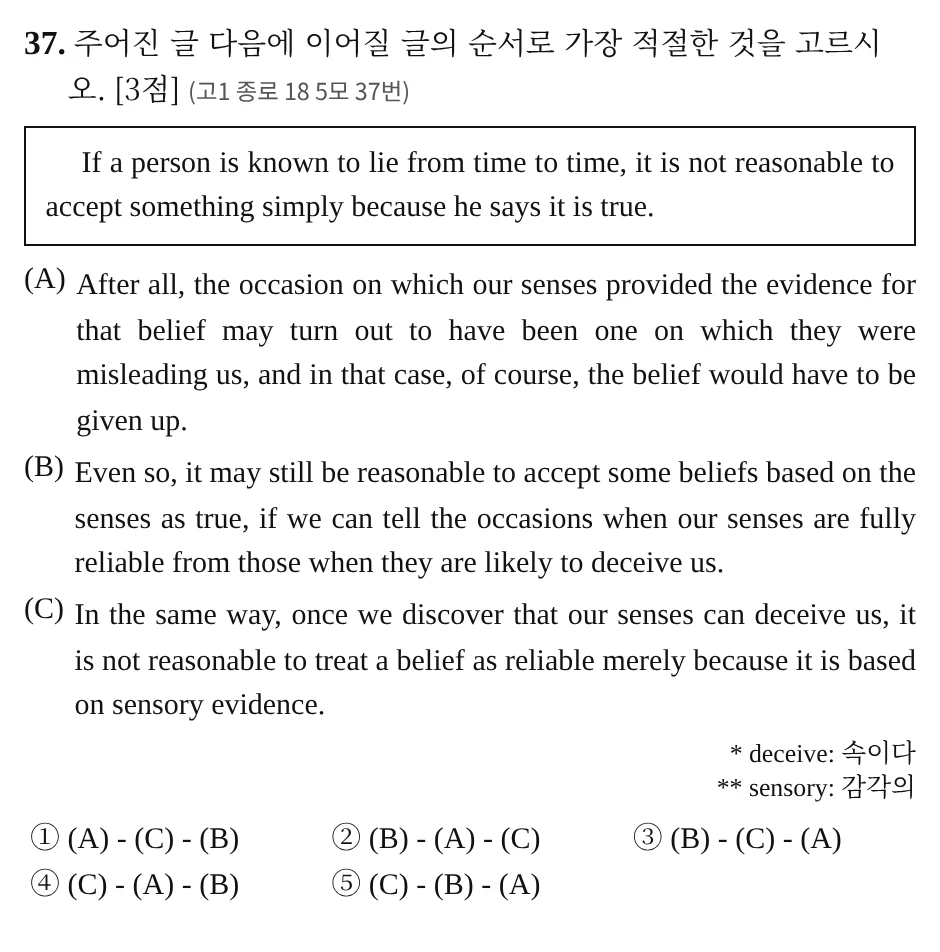 37. 주어진 글 다음에 이어질 글의 순서로 가장 적절한 것을 고르시
오. [3점] (고1 종로 18 5모 37번)
If a person is known to lie from time to time, it is not reasonable to
accept something simply because he says it is true.
(A) After all, the occasion on which our senses provided the evidence for
that belief may turn out to have been one on which they were
misleading us, and in that case, of course, the belief would have to be
given up.
(B) Even so, it may still be reasonable to accept some beliefs based on the
senses as true, if we can tell the occasions when our senses are fully
reliable from those when they are likely to deceive us.
(C) In the same way, once we discover that our senses can deceive us, it
is not reasonable to treat a belief as reliable merely because it is based
on sensory evidence.
* deceive: 속이다
** sensory: 감각의
① (A) - (C) - (B) ② (B) - (A) - (C) ③ (B) - (C) - (A)
④ (C) - (A) - (B) ⑤ (C) - (B) - (A)